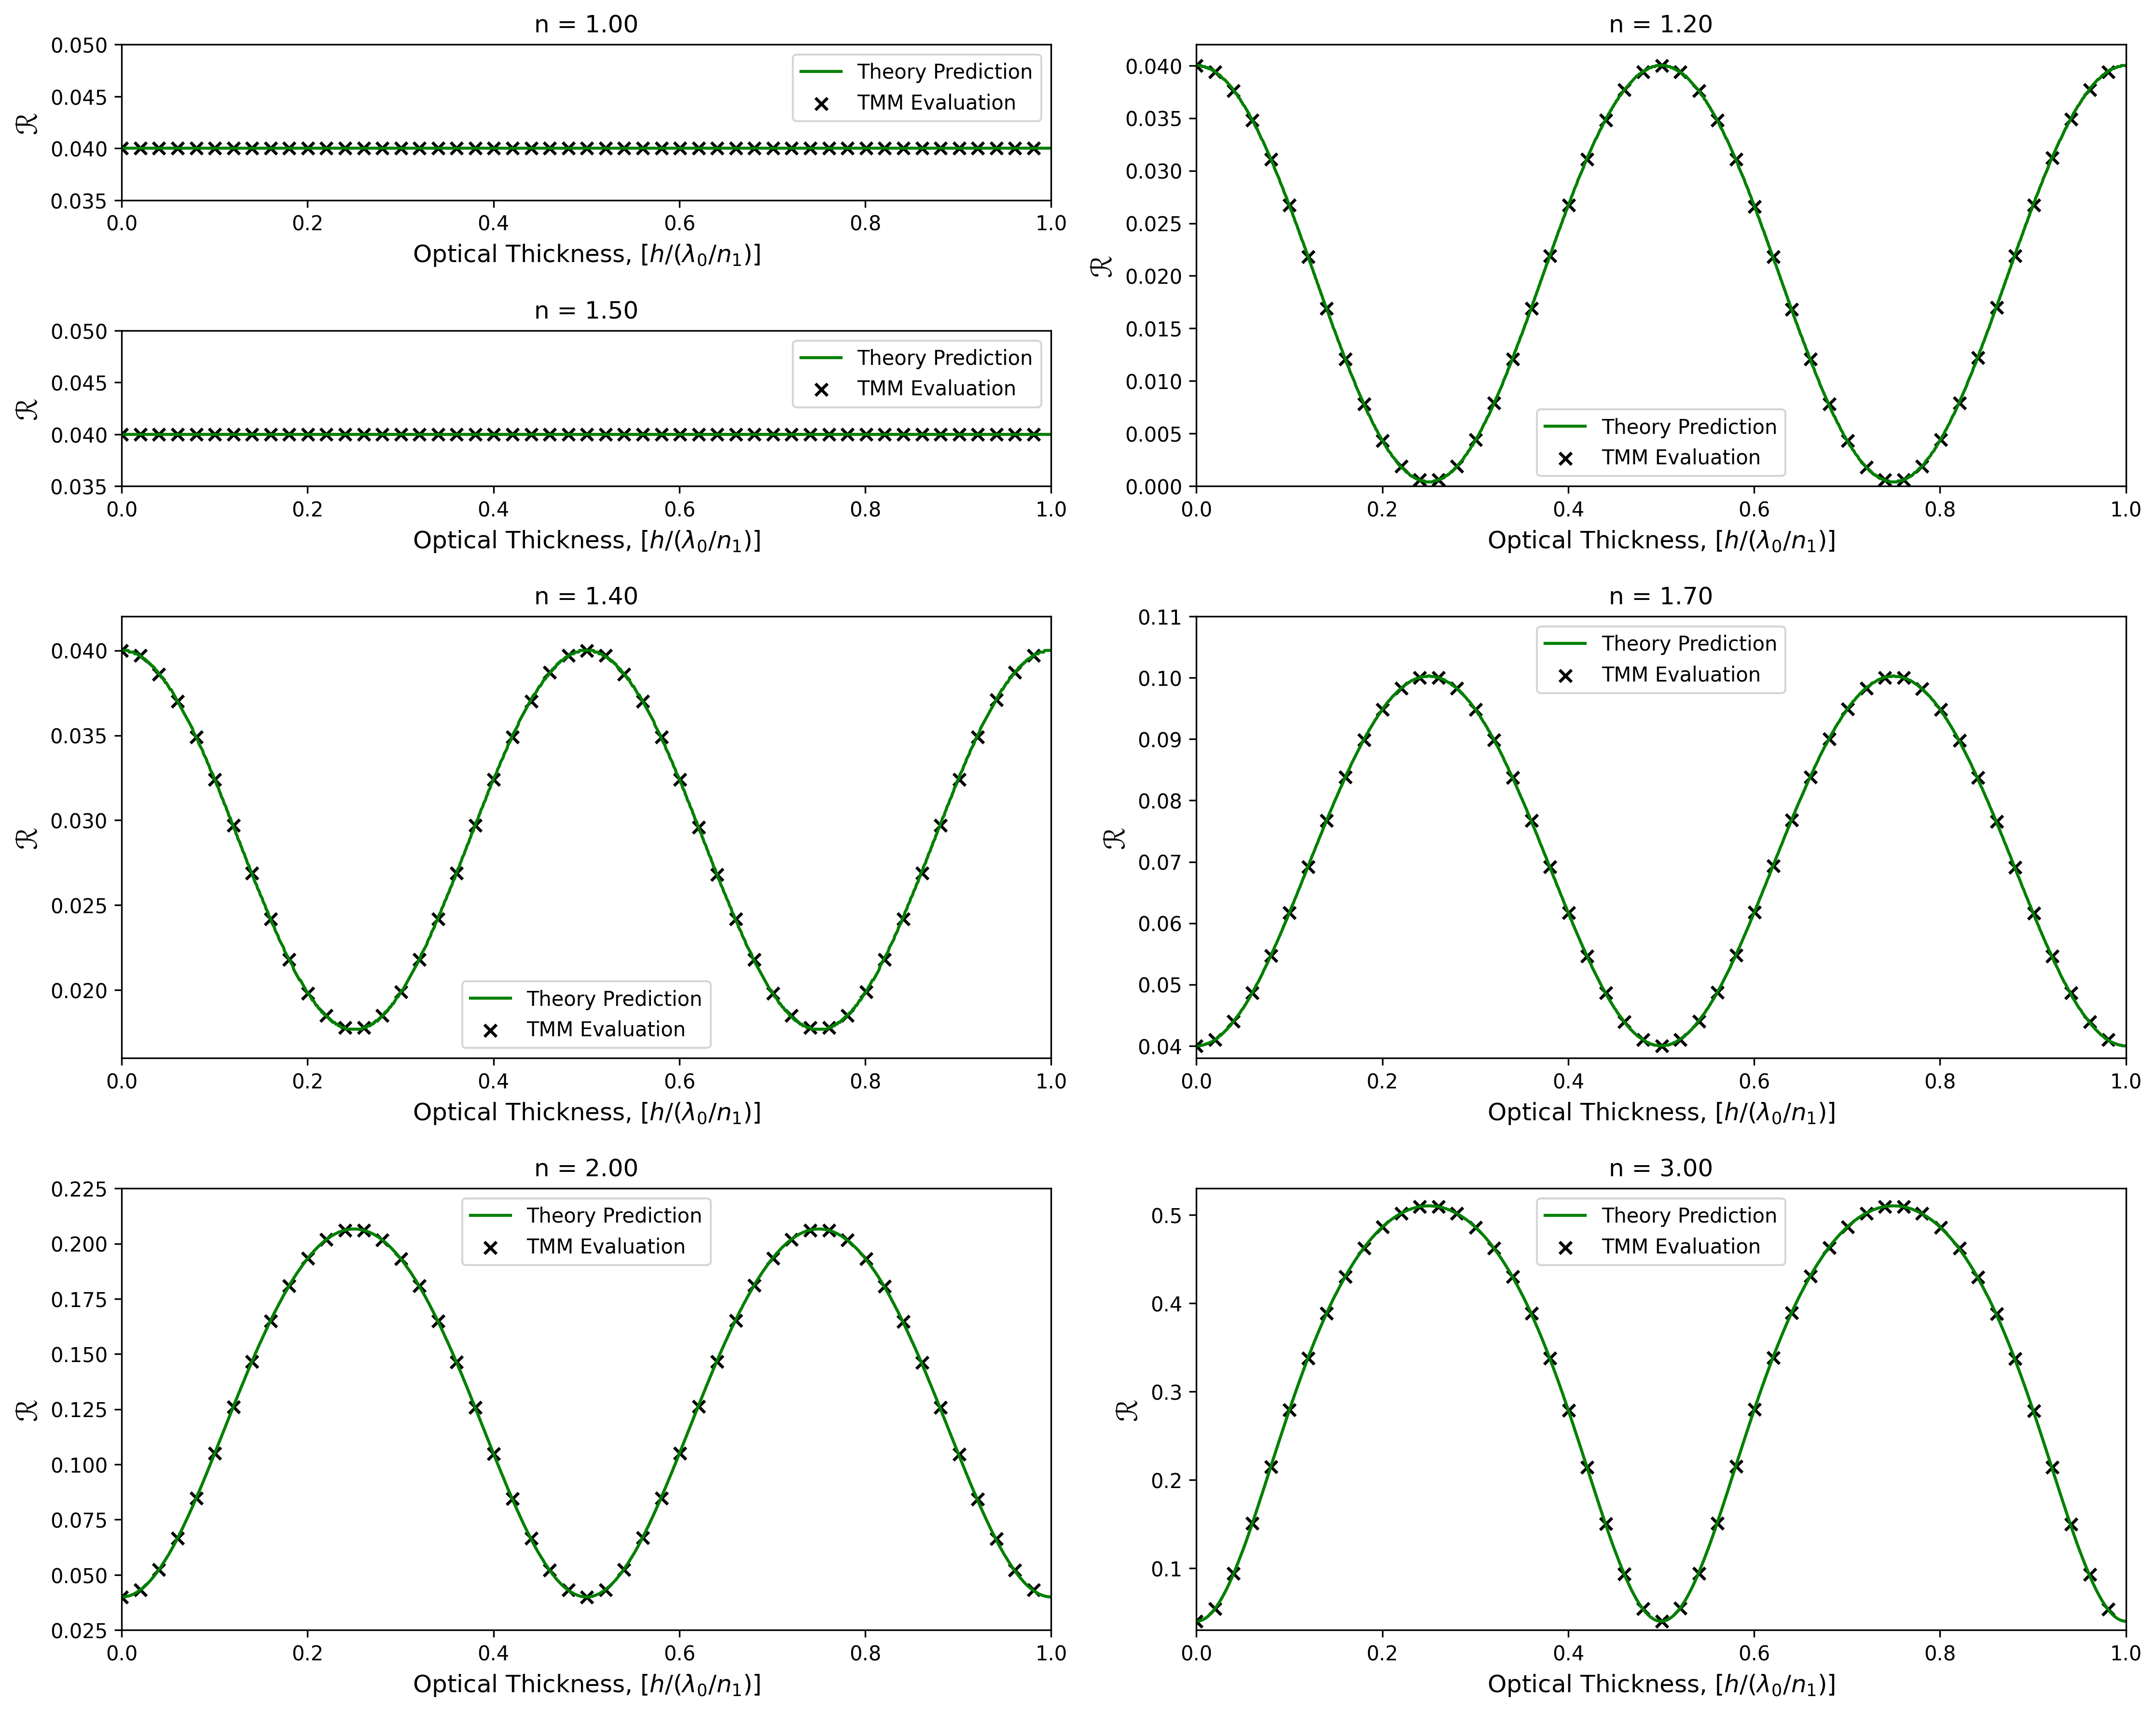 n = 1.00
0.050
0.045
0.040
0.035
ℛ
Theory Prediction
TMM Evaluation
0.0 0.2 0.4 0.6 0.8 1.0
Optical Thickness, [h/(λ₀/n₁)]
n = 1.50
0.050
0.045
0.040
0.035
ℛ
Theory Prediction
TMM Evaluation
0.0 0.2 0.4 0.6 0.8 1.0
Optical Thickness, [h/(λ₀/n₁)]
n = 1.20
0.040
0.035
0.030
0.025
0.020
0.015
0.010
0.005
0.000
ℛ
Theory Prediction
TMM Evaluation
0.0 0.2 0.4 0.6 0.8 1.0
Optical Thickness, [h/(λ₀/n₁)]
n = 1.40
0.040
0.035
0.030
0.025
0.020
ℛ
Theory Prediction
TMM Evaluation
0.0 0.2 0.4 0.6 0.8 1.0
Optical Thickness, [h/(λ₀/n₁)]
n = 1.70
0.11
0.10
0.09
0.08
0.07
0.06
0.05
0.04
ℛ
Theory Prediction
TMM Evaluation
0.0 0.2 0.4 0.6 0.8 1.0
Optical Thickness, [h/(λ₀/n₁)]
n = 2.00
0.225
0.200
0.175
0.150
0.125
0.100
0.075
0.050
0.025
ℛ
Theory Prediction
TMM Evaluation
0.0 0.2 0.4 0.6 0.8 1.0
Optical Thickness, [h/(λ₀/n₁)]
n = 3.00
0.5
0.4
0.3
0.2
0.1
ℛ
Theory Prediction
TMM Evaluation
0.0 0.2 0.4 0.6 0.8 1.0
Optical Thickness, [h/(λ₀/n₁)]